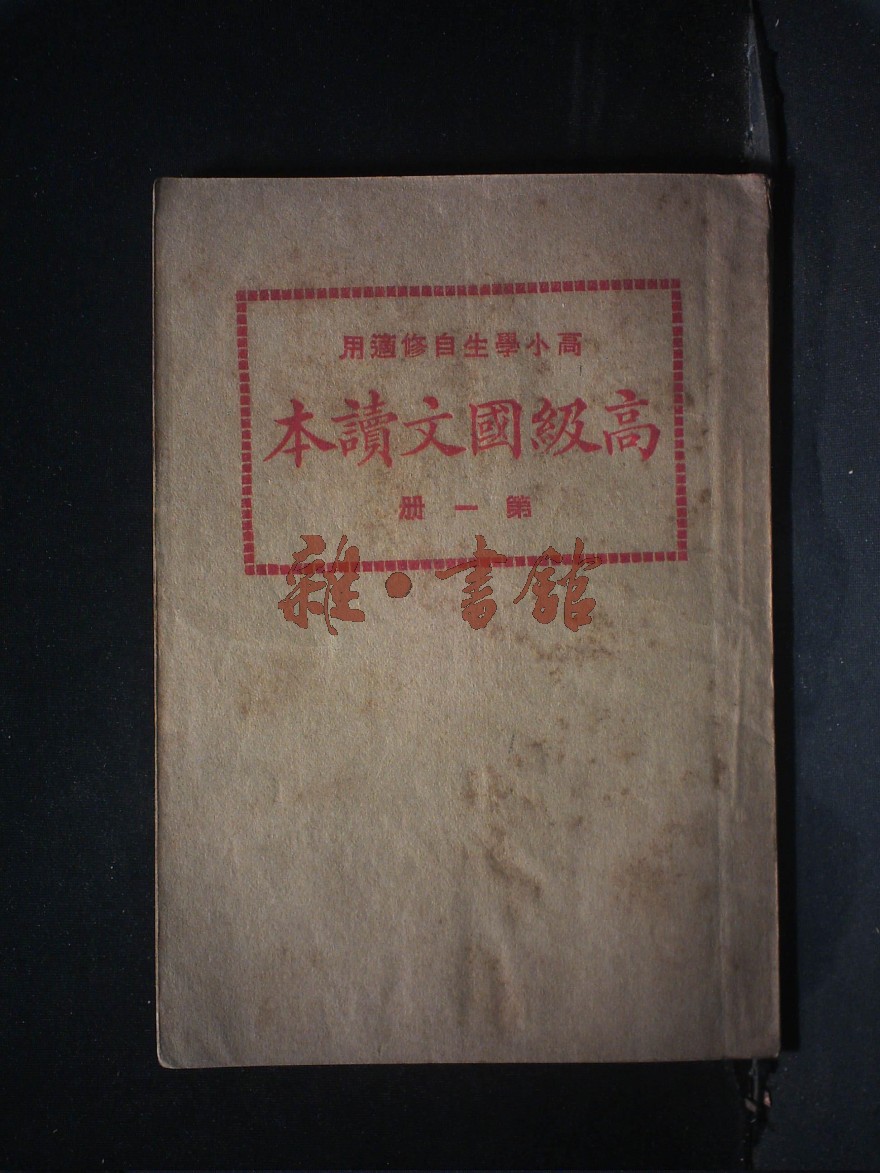 高小學生自修適用
高級國文讀本
第一册
雜·書館